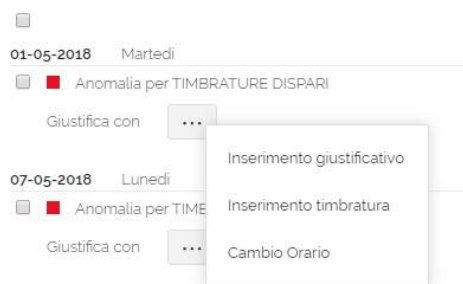 01-05-2018 Martedi
Anomalia per TIMBRATURE DISPARI
Giustifica con ...
Inserimento giustificativo
07-05-2018 Lunedi
Anomalia per TIMB
Inserimento timbratura
Giustifica con ...
Cambio Orario